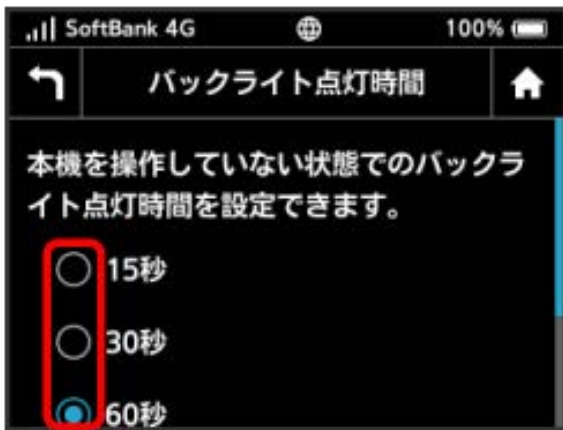 SoftBank 4G 100%
バックライト点灯時間
本機を操作していない状態でのバックラ
イト点灯時間を設定できます。
15秒
30秒
60秒